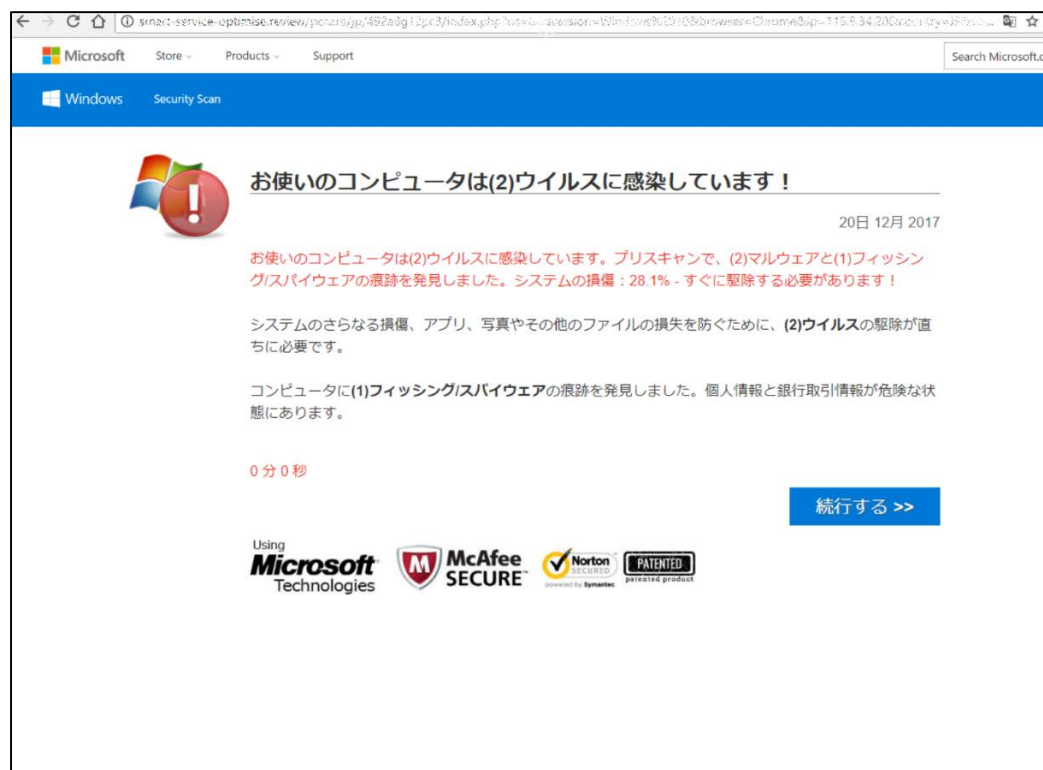 smart-service-optimise.review/
Microsoft Store Products Support Search Microsoft.c
Windows Security Scan
お使いのコンピュータは(2)ウイルスに感染しています！
20日 12月 2017
お使いのコンピュータは(2)ウイルスに感染しています。プリスキャンで、(2)マルウェアと(1)フィッシン
グ/スパイウェアの痕跡を発見しました。システムの損傷：28.1% - すぐに駆除する必要があります！
システムのさらなる損傷、アプリ、写真やその他のファイルの損失を防ぐために、(2)ウイルスの駆除が直
ちに必要です。
コンピュータに(1)フィッシング/スパイウェアの痕跡を発見しました。個人情報と銀行取引情報が危険な状
態にあります。
0 分 0 秒
続行する >>
Using
Microsoft
Technologies
McAfee
SECURE
Norton
SECURED
powered by Symantec
PATENTED
patented product